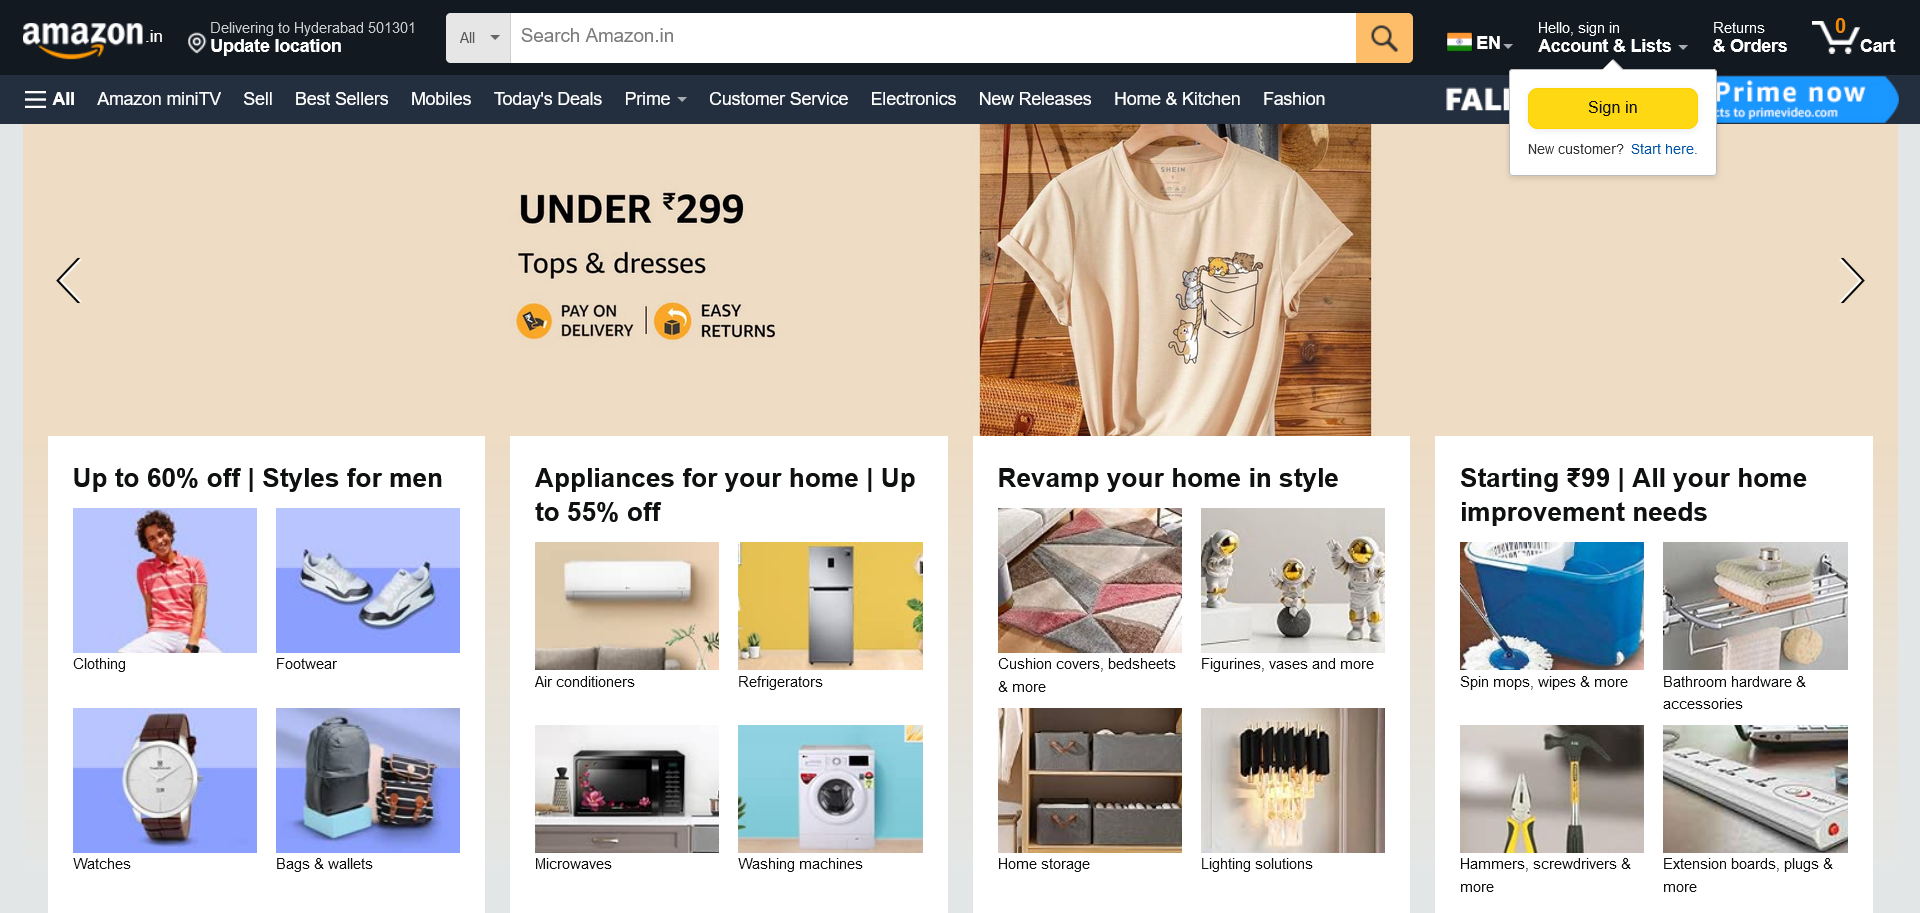 amazon.in
Delivering to Hyderabad 501301
Update location
All
Search Amazon.in
EN
Hello, sign in
Account & Lists
Returns
& Orders
0
Cart
All
Amazon miniTV
Sell
Best Sellers
Mobiles
Today's Deals
Prime
Customer Service
Electronics
New Releases
Home & Kitchen
Fashion
Prime now
to primevideo.com
Sign in
New customer? Start here.
UNDER ₹299
Tops & dresses
PAY ON
DELIVERY
EASY
RETURNS
SHEIN
Up to 60% off | Styles for men
Clothing
Footwear
Watches
Bags & wallets
Appliances for your home | Up
to 55% off
Air conditioners
Refrigerators
Microwaves
Washing machines
Revamp your home in style
Cushion covers, bedsheets
& more
Figurines, vases and more
Home storage
Lighting solutions
Starting ₹99 | All your home
improvement needs
Spin mops, wipes & more
Bathroom hardware &
accessories
Hammers, screwdrivers &
more
Extension boards, plugs &
more